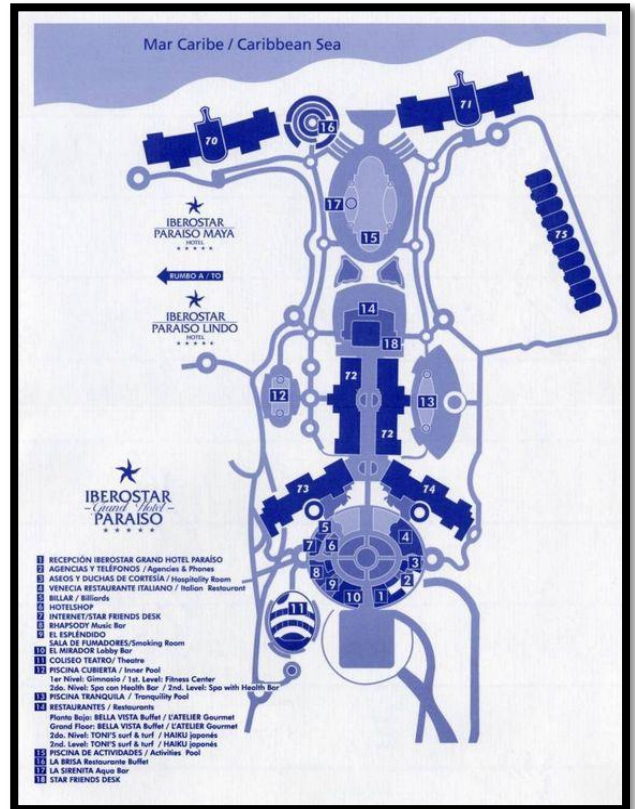 Mar Caribe / Caribbean Sea
70
16
71
17
15
75
IBEROSTAR
PARAISO MAYA
HOTEL
RUMBO A / TO
IBEROSTAR
PARAISO LINDO
HOTEL
14
18
72
12
13
72
73
74
IBEROSTAR
Grand Hotel
PARAISO
5
7
6
4
8
3
9
2
10
1
11
1 RECEPCIÓN IBEROSTAR GRAND HOTEL PARAÍSO
2 AGENCIAS Y TELÉFONOS / Agencies & Phones
3 ASEOS Y DUCHAS DE CORTESÍA / Hospitality Room
4 VENECIA RESTAURANTE ITALIANO / Italian Restaurant
5 BILLAR / Billiards
6 HOTELSHOP
7 INTERNET/STAR FRIENDS DESK
8 RHAPSODY Music Bar
9 EL ESPLÉNDIDO
SALA DE FUMADORES/Smoking Room
10 EL MIRADOR Lobby Bar
11 COLISEO TEATRO/ Theatre
12 PISCINA CUBIERTA / Inner Pool
1er Nivel: Gimnasio / 1st. Level: Fitness Center
2do. Nivel: Spa con Health Bar / 2nd. Level: Spa with Health Bar
13 PISCINA TRANQUILA / Tranquility Pool
14 RESTAURANTES / Restaurants
Planta Baja: BELLA VISTA Buffet / L'ATELIER Gourmet
Grand Floor: BELLA VISTA Buffet / L'ATELIER Gourmet
2do. Nivel: TONI'S surf & turf / HAIKU japonés
2nd. Level: TONI'S surf & turf / HAIKU japonés
15 PISCINA DE ACTIVIDADES / Activities Pool
16 LA BRISA Restaurante Buffet
17 LA SIRENITA Aqua Bar
18 STAR FRIENDS DESK